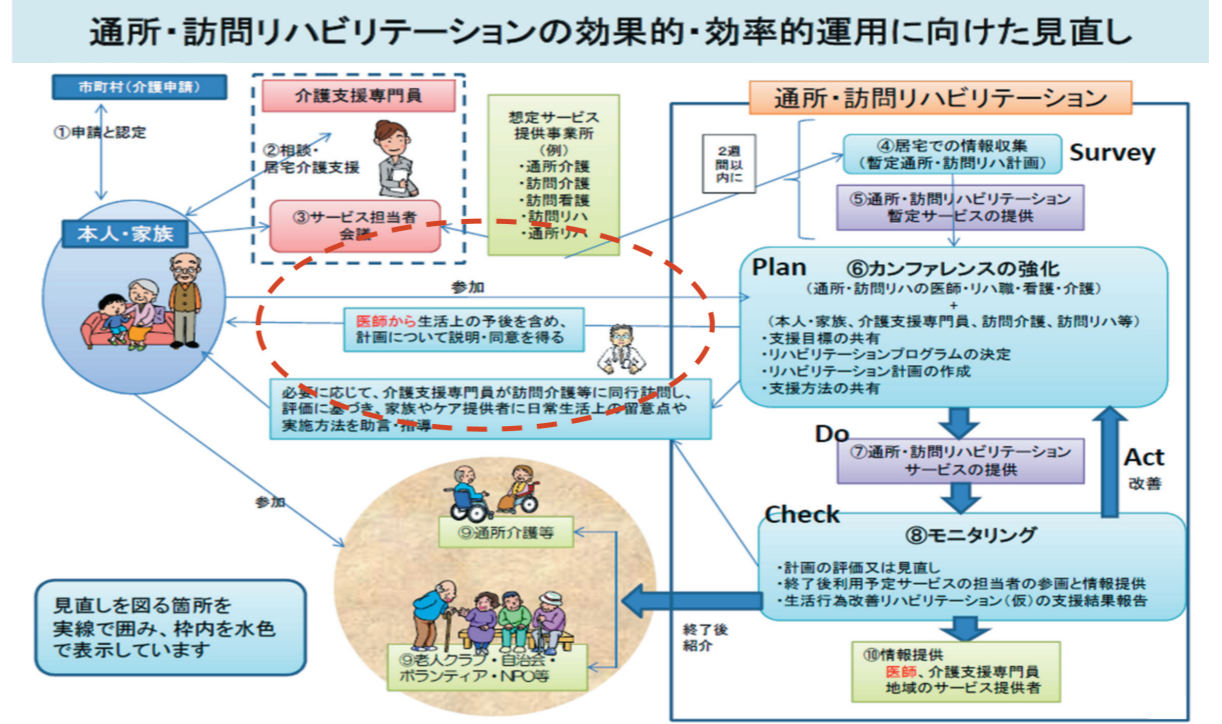 通所・訪問リハビリテーションの効果的・効率的運用に向けた見直し
市町村（介護申請）
①申請と認定
本人・家族
介護支援専門員
②相談・
居宅介護支援
③サービス担当者
会議
想定サービス
提供事業所
（例）
・通所介護
・訪問介護
・訪問看護
・訪問リハ
・通所リハ
通所・訪問リハビリテーション
2週
間以
内に
④居宅での情報収集
（暫定通所・訪問リハ計画）
Survey
⑤通所・訪問リハビリテーション
暫定サービスの提供
Plan
⑥カンファレンスの強化
（通所・訪問リハの医師・リハ職・看護・介護）
+
（本人・家族、介護支援専門員、訪問介護、訪問リハ等）
・支援目標の共有
・リハビリテーションプログラムの決定
・リハビリテーション計画の作成
・支援方法の共有
参加
医師から生活上の予後を含め、
計画について説明・同意を得る
必要に応じて、介護支援専門員が訪問介護等に同行訪問し、
評価に基づき、家族やケア提供者に日常生活上の留意点や
実施方法を助言・指導
Do
⑦通所・訪問リハビリテーション
サービスの提供
Act
改善
Check
⑧モニタリング
・計画の評価又は見直し
・終了後利用予定サービスの担当者の参画と情報提供
・生活行為改善リハビリテーション（仮）の支援結果報告
参加
⑨通所介護等
⑨老人クラブ・自治会・
ボランティア・NPO等
終了後
紹介
⑩情報提供
医師、介護支援専門員
地域のサービス提供者
見直しを図る箇所を
実線で囲み、枠内を水色
で表示しています